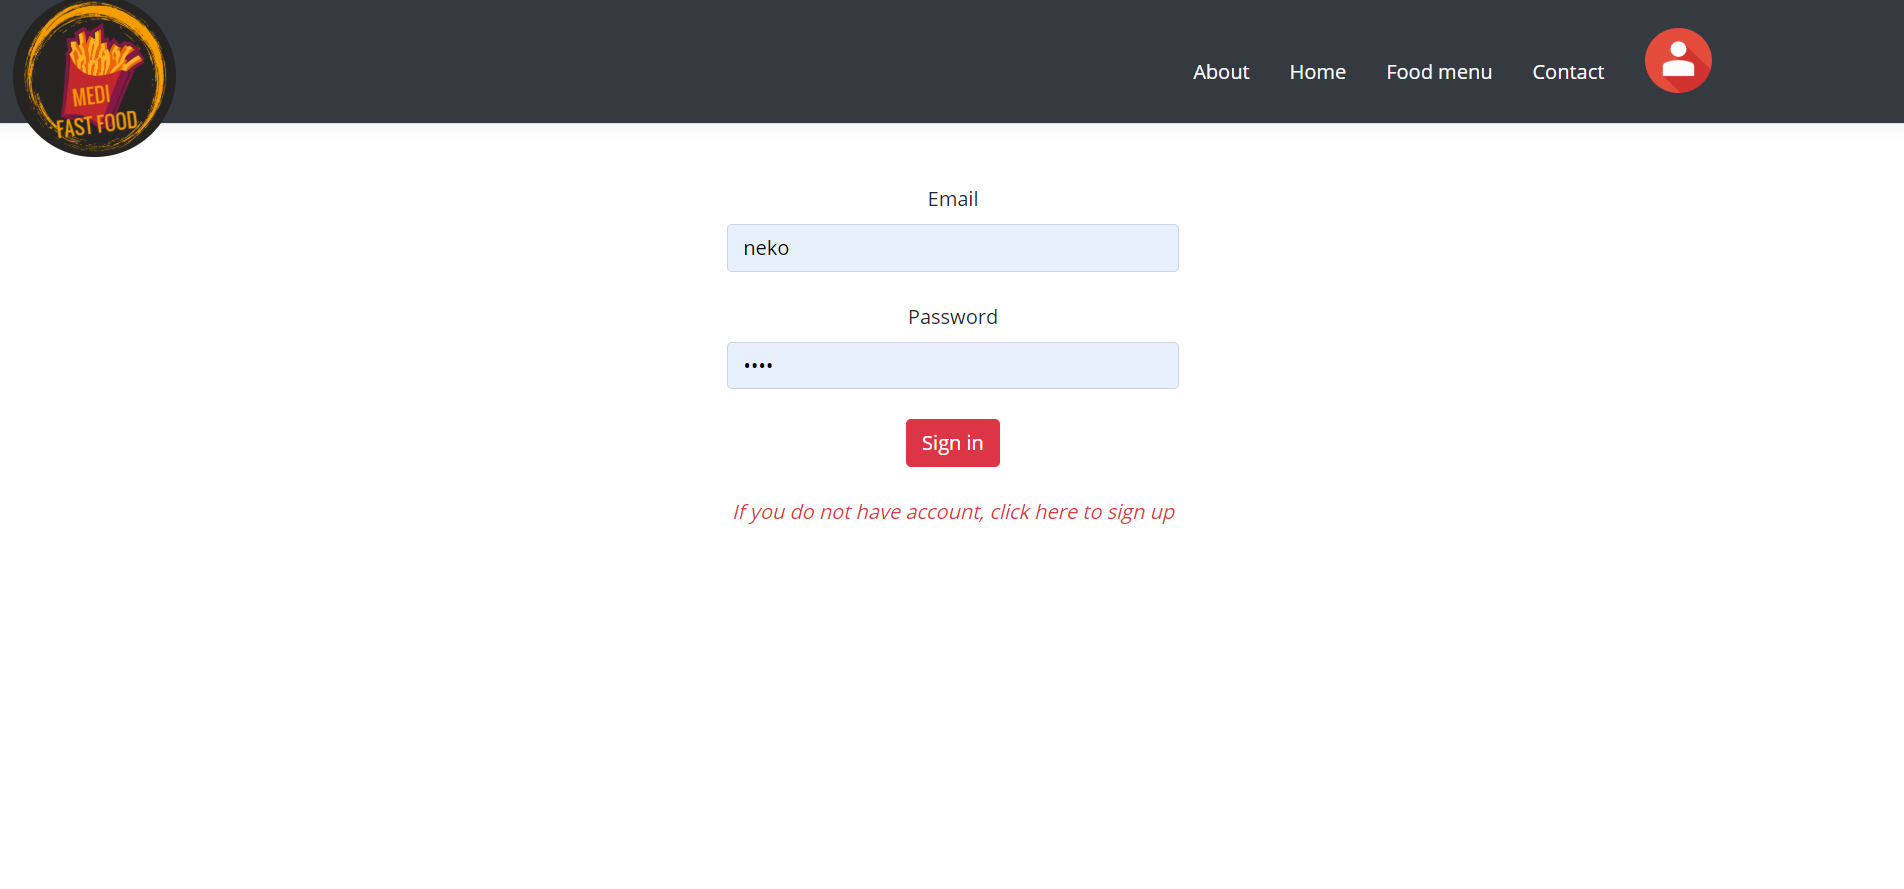 MEDI
FAST FOOD
About Home Food menu Contact
Email
neko
Password
••••
Sign in
If you do not have account, click here to sign up